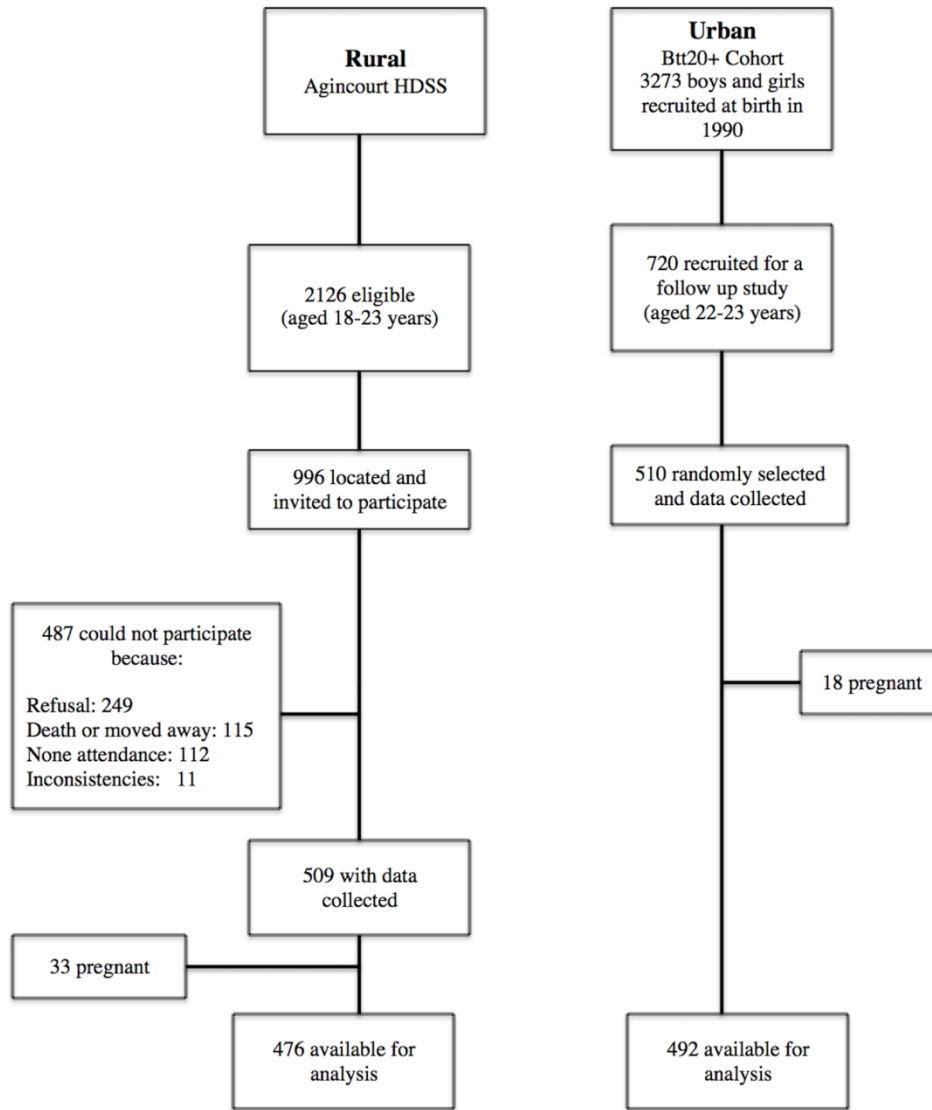 Rural
Agincourt HDSS
2126 eligible
(aged 18-23 years)
996 located and
invited to participate
487 could not participate
because:
Refusal: 249
Death or moved away: 115
None attendance: 112
Inconsistencies: 11
509 with data
collected
33 pregnant
476 available for
analysis
Urban
Btt20+ Cohort
3273 boys and girls
recruited at birth in
1990
720 recruited for a
follow up study
(aged 22-23 years)
510 randomly selected
and data collected
18 pregnant
492 available for
analysis